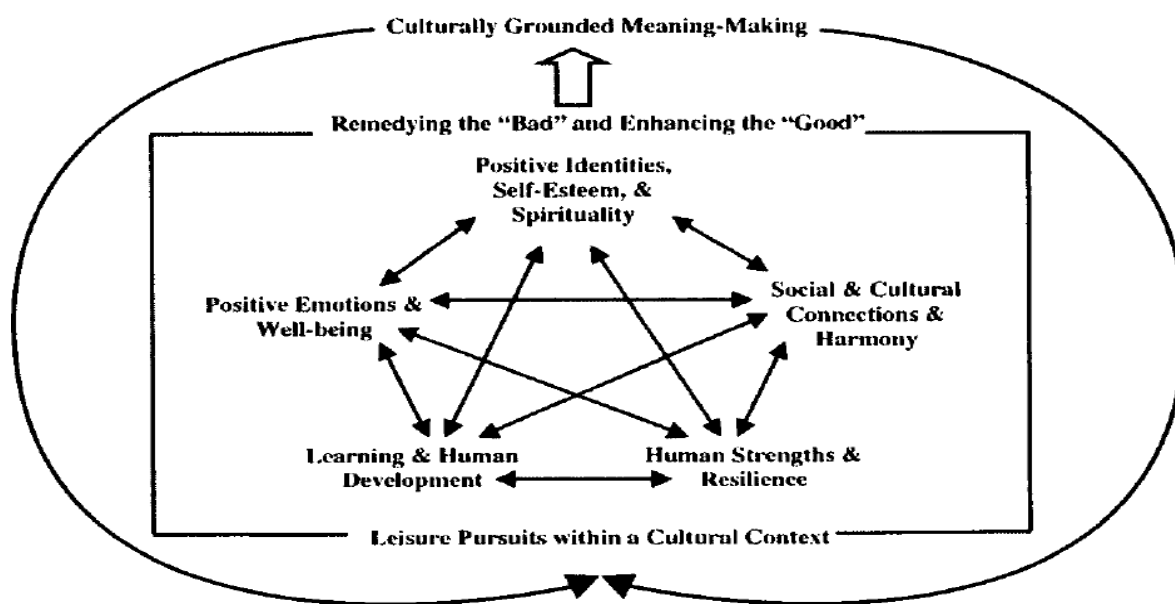 Culturally Grounded Meaning-Making
Remedying the “Bad” and Enhancing the “Good”
Positive Identities,
Self-Esteem, &
Spirituality
Positive Emotions &
Well-being
Social & Cultural
Connections &
Harmony
Learning & Human
Development
Human Strengths &
Resilience
Leisure Pursuits within a Cultural Context